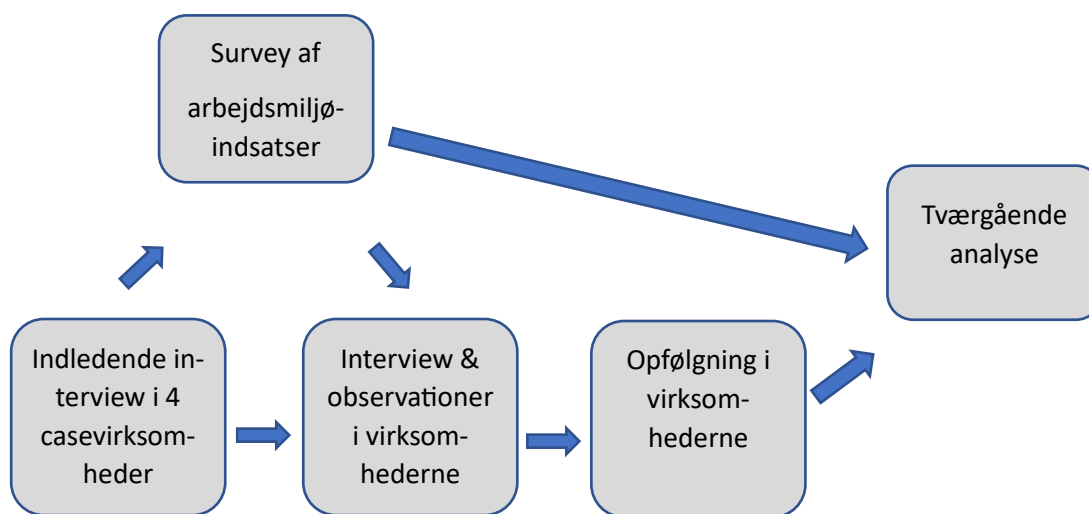 Survey af
arbejdsmiljø-
indsatser
Tværgående
analyse
Indledende in-
terview i 4
casevirksom-
heder
Interview &
observationer
i virksom-
hederne
Opfølgning i
virksom-
hederne